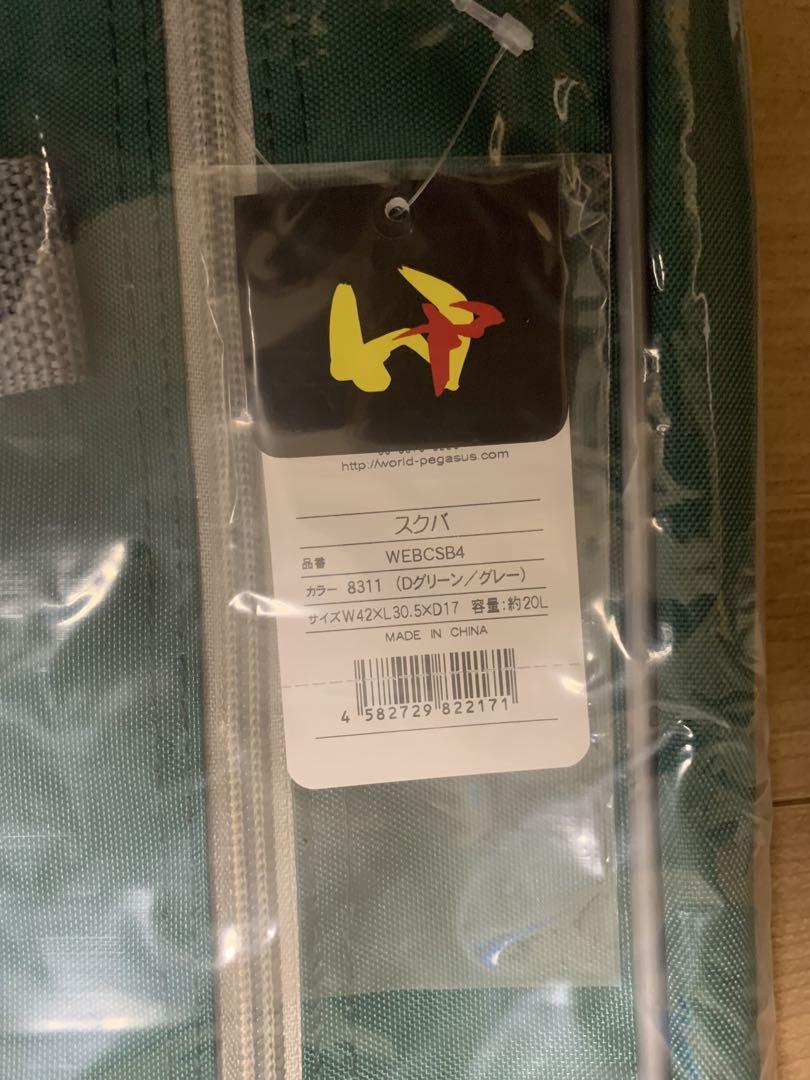 http://world-pegasus.com
スクバ
品番 WEBCSB4
カラー 8311 (Dグリーン/グレー)
サイズW42×L30.5×D17 容量:約20L
MADE IN CHINA
4 582729 822171